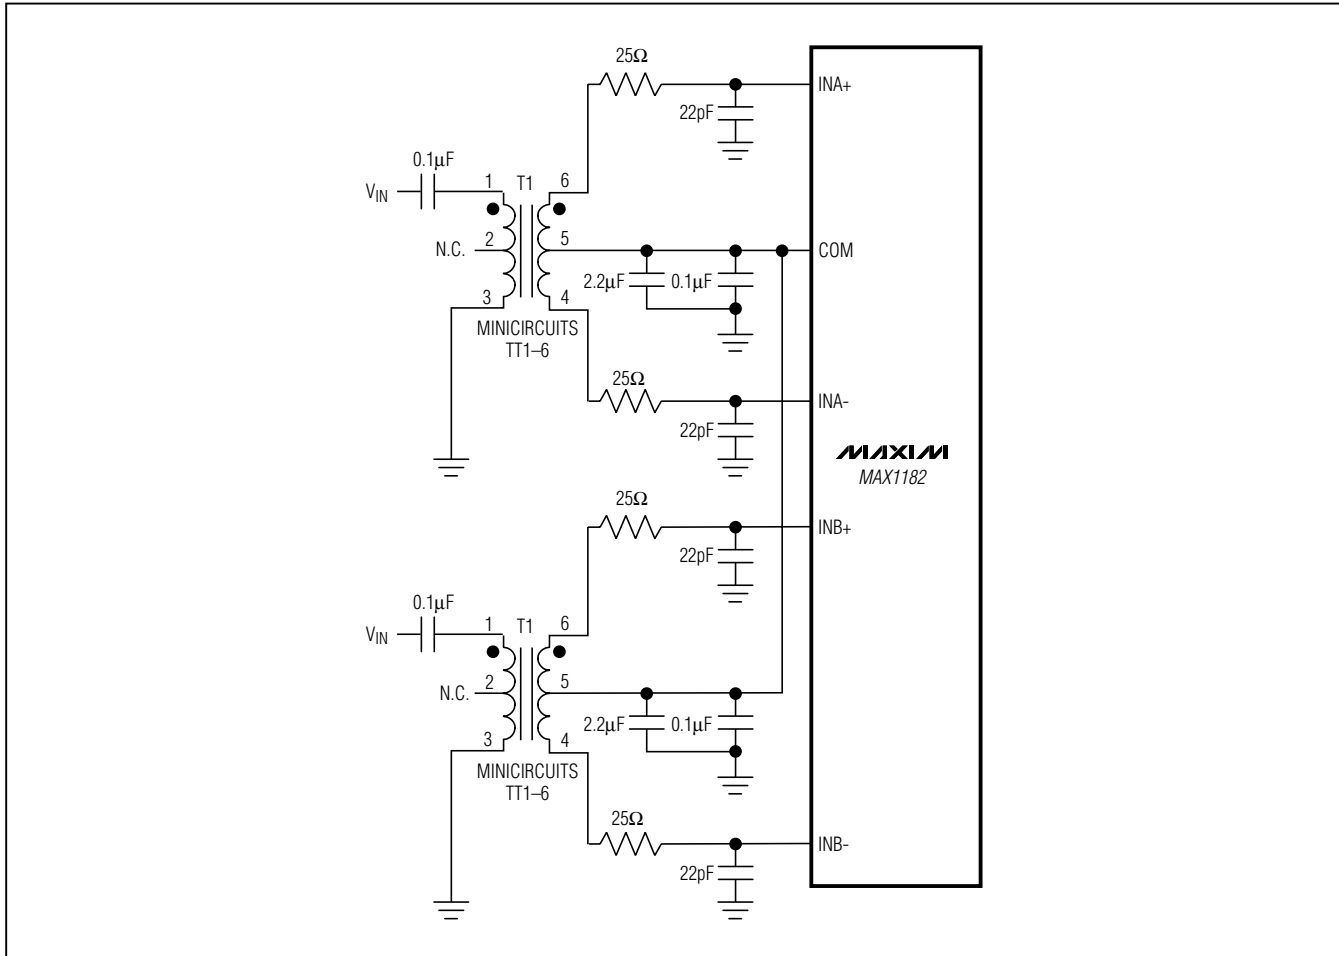 25Ω
INA+
22pF
0.1µF
V_IN
1
T1
6
N.C.
2
5
COM
2.2µF
0.1µF
3
4
MINICIRCUITS
TT1–6
25Ω
INA-
22pF
MAXIM
MAX1182
25Ω
INB+
22pF
0.1µF
V_IN
1
T1
6
N.C.
2
5
2.2µF
0.1µF
3
4
MINICIRCUITS
TT1–6
25Ω
INB-
22pF